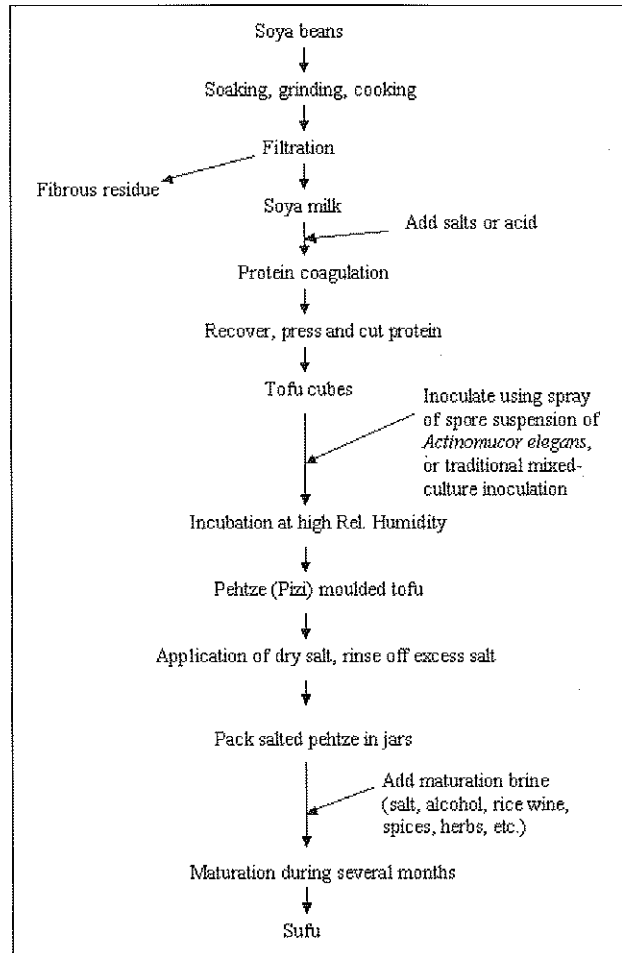 Soya beans
Soaking, grinding, cooking
Filtration
Fibrous residue
Soya milk
Add salts or acid
Protein coagulation
Recover, press and cut protein
Tofu cubes
Inoculate using spray
of spore suspension of
Actinomucor elegans,
or traditional mixed-
culture inoculation
Incubation at high Rel. Humidity
Pehtze (Pizi) moulded tofu
Application of dry salt, rinse off excess salt
Pack salted pehtze in jars
Add maturation brine
(salt, alcohol, rice wine,
spices, herbs, etc.)
Maturation during several months
Sufu